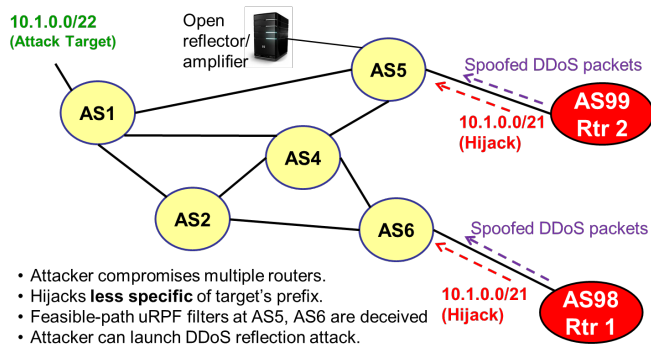 10.1.0.0/22
(Attack Target)
Open
reflector/
amplifier
AS5
Spoofed DDoS packets
AS99
Rtr 2
AS1
10.1.0.0/21
(Hijack)
AS4
AS2
AS6
Spoofed DDoS packets
10.1.0.0/21
(Hijack)
AS98
Rtr 1
• Attacker compromises multiple routers.
• Hijacks less specific of target’s prefix.
• Feasible-path uRPF filters at AS5, AS6 are deceived
• Attacker can launch DDoS reflection attack.